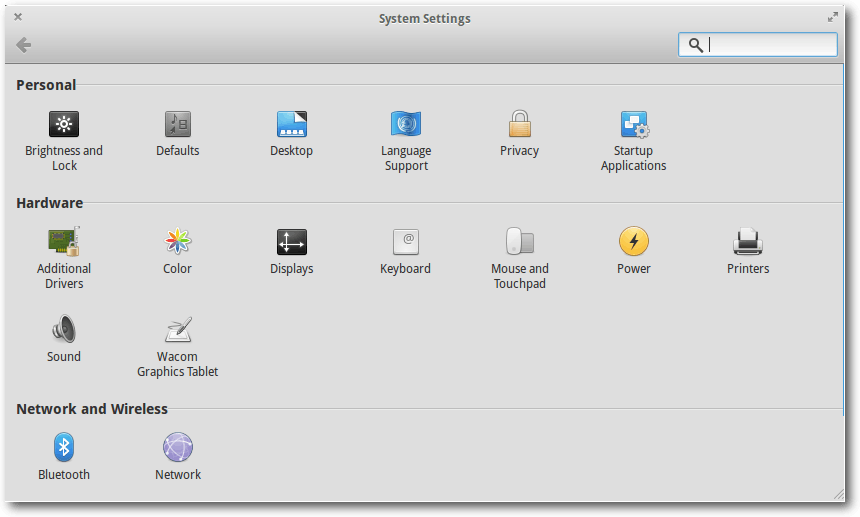 System Settings
Personal
Brightness and Lock
Defaults
Desktop
Language Support
Privacy
Startup Applications
Hardware
Additional Drivers
Color
Displays
Keyboard
Mouse and Touchpad
Power
Printers
Sound
Wacom Graphics Tablet
Network and Wireless
Bluetooth
Network